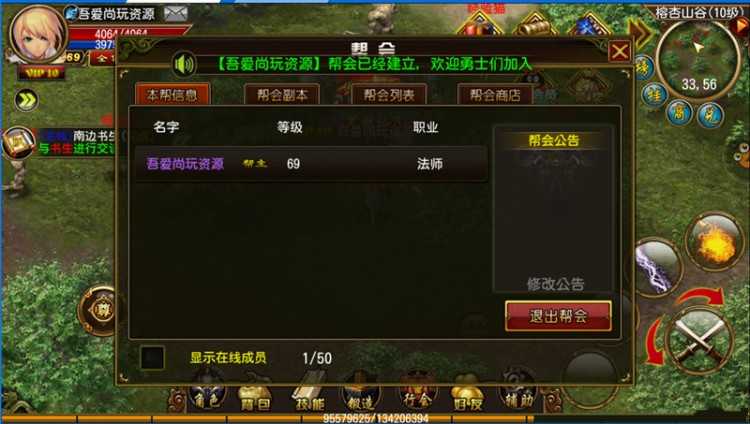 吾爱尚玩资源
4064/4064
VIP 10
69
榕杏山谷(10级)
33,56
帮会
【吾爱尚玩资源】帮会已经建立,欢迎勇士们加入
本帮信息
帮会副本
帮会列表
帮会商店
名字
等级
职业
吾爱尚玩资源
帮主
69
法师
帮会公告
修改公告
退出帮会
南边书生
与书生进行交
尊
显示在线成员
1/50
角色
背包
技能
锻造
行会
好友
辅助
95579625/134206394